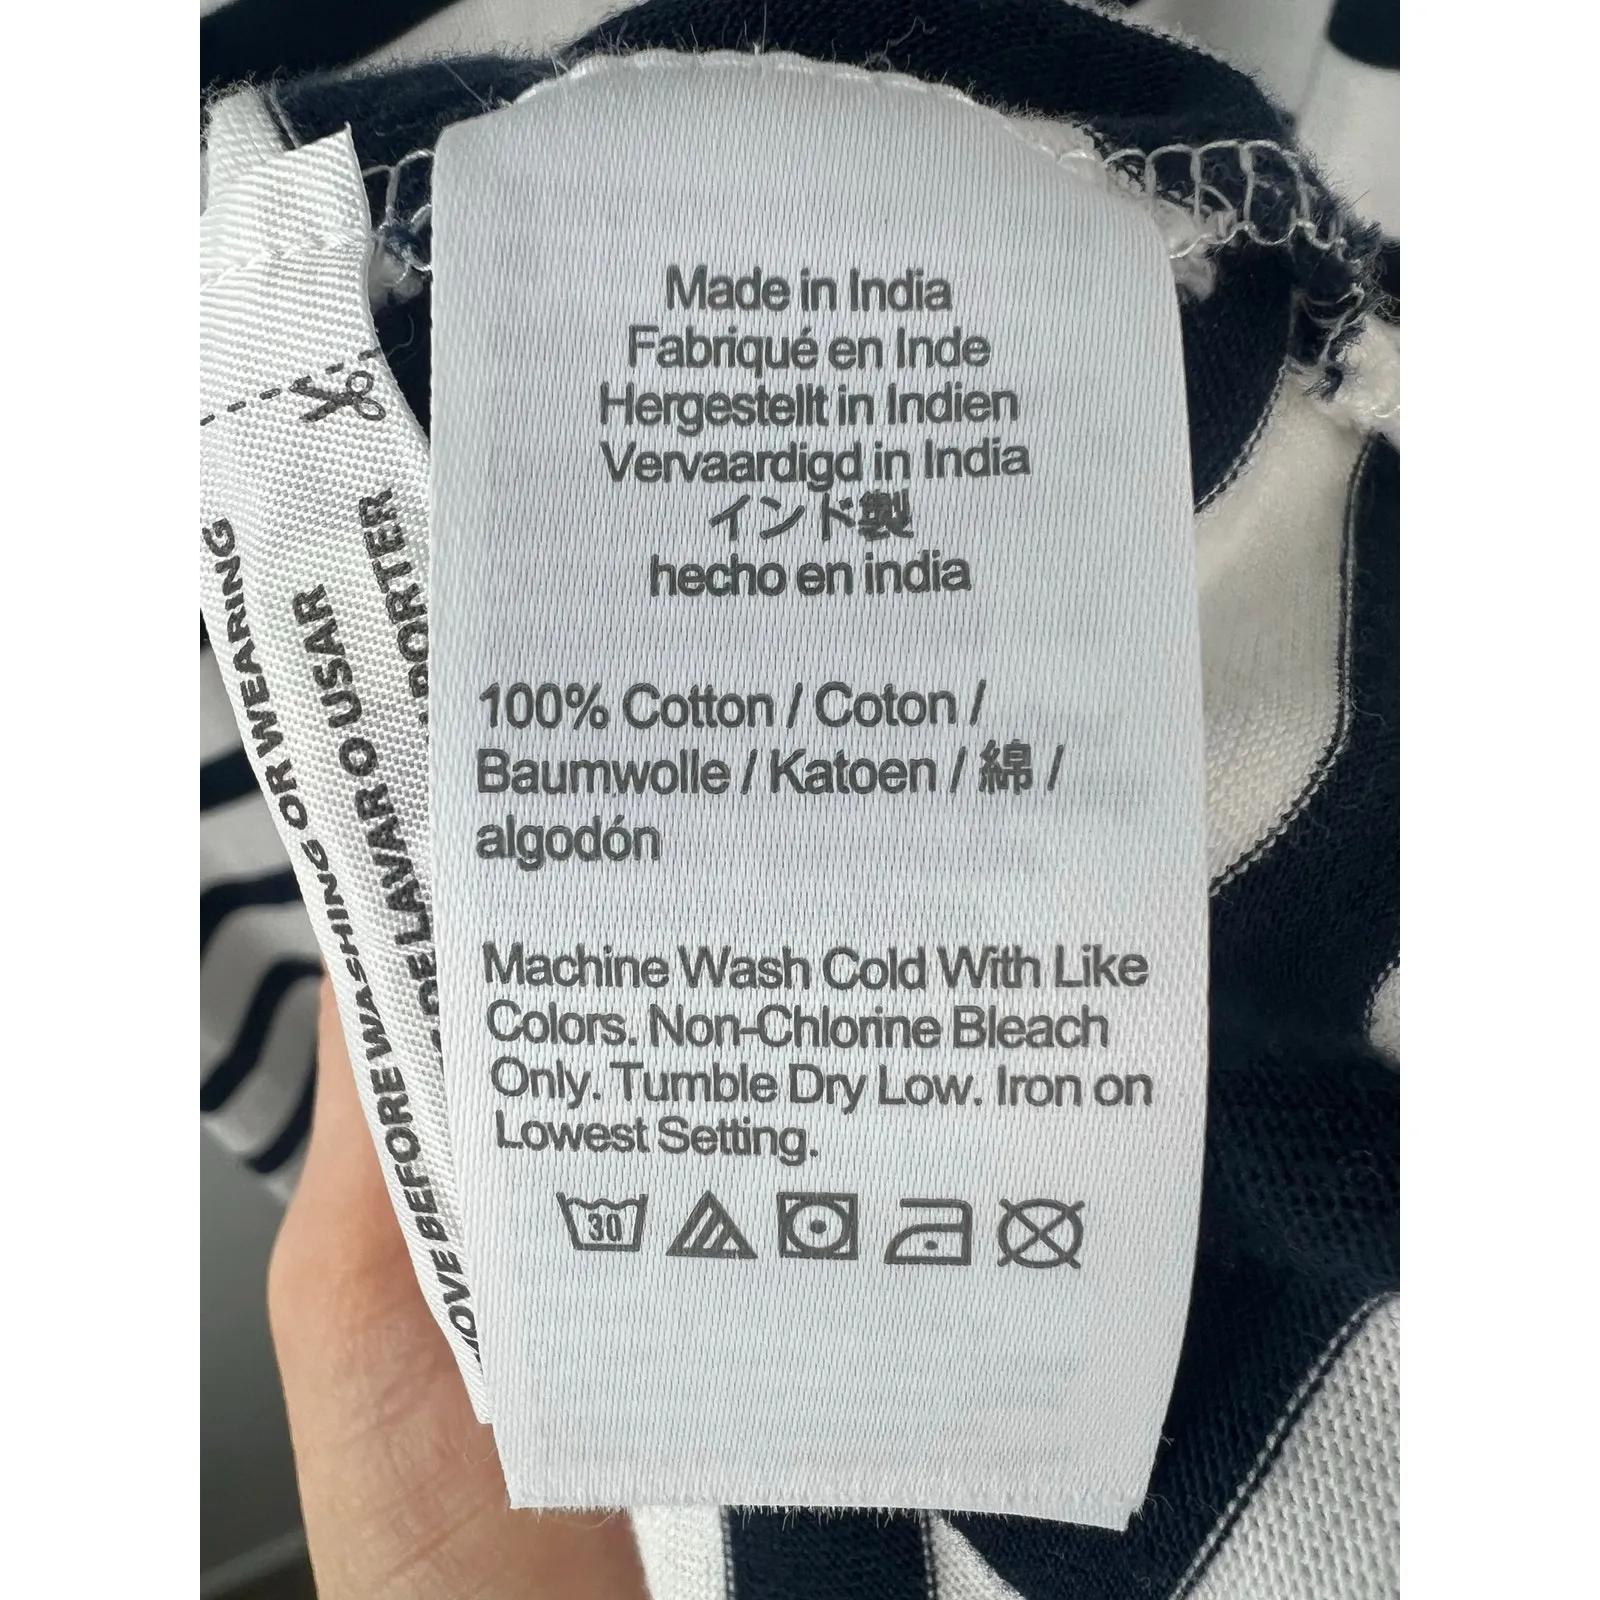 Made in India
Fabriqué en Inde
Hergestellt in Indien
Vervaardigd in India
インド製
hecho en india
100% Cotton / Coton /
Baumwolle / Katoen / 綿 /
algodón
Machine Wash Cold With Like
Colors. Non-Chlorine Bleach
Only. Tumble Dry Low. Iron on
Lowest Setting.
30
BEFORE WASHING OR WEARING
DE LAVAR O USAR
PORTER